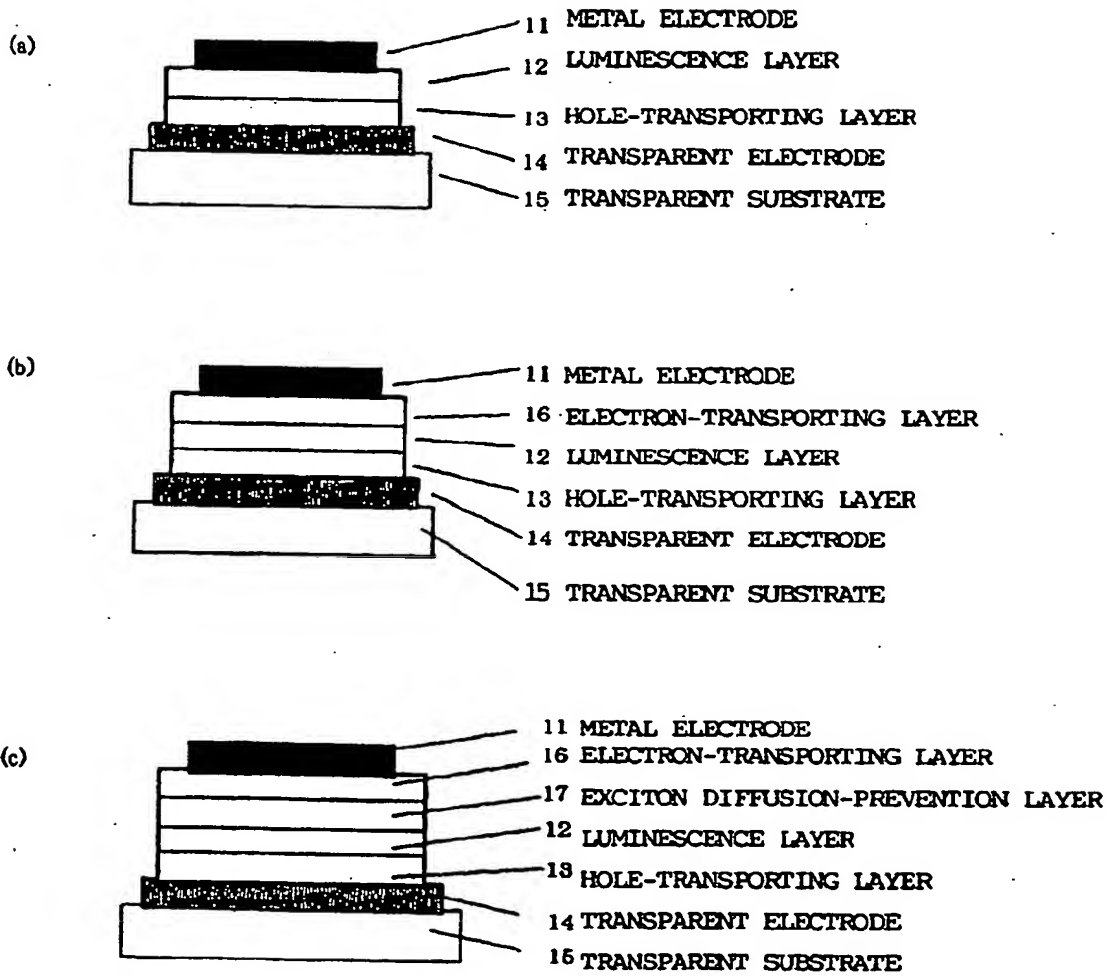 (a)
11 METAL ELECTRODE
12 LUMINESCENCE LAYER
13 HOLE-TRANSPORTING LAYER
14 TRANSPARENT ELECTRODE
15 TRANSPARENT SUBSTRATE
(b)
11 METAL ELECTRODE
16 ELECTRON-TRANSPORTING LAYER
12 LUMINESCENCE LAYER
13 HOLE-TRANSPORTING LAYER
14 TRANSPARENT ELECTRODE
15 TRANSPARENT SUBSTRATE
(c)
11 METAL ELECTRODE
16 ELECTRON-TRANSPORTING LAYER
17 EXCITON DIFFUSION-PREVENTION LAYER
12 LUMINESCENCE LAYER
13 HOLE-TRANSPORTING LAYER
14 TRANSPARENT ELECTRODE
15 TRANSPARENT SUBSTRATE